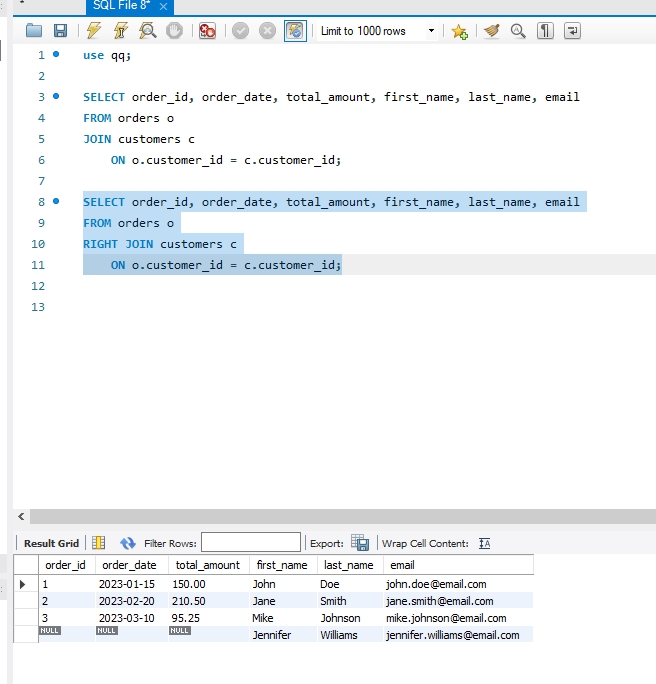 SQL File 8*
Limit to 1000 rows
1 use qq;
2
3 SELECT order_id, order_date, total_amount, first_name, last_name, email
4 FROM orders o
5 JOIN customers c
6 ON o.customer_id = c.customer_id;
7
8 SELECT order_id, order_date, total_amount, first_name, last_name, email
9 FROM orders o
10 RIGHT JOIN customers c
11 ON o.customer_id = c.customer_id;
12
13
Result Grid Filter Rows: Export: Wrap Cell Content:
order_id order_date total_amount first_name last_name email
1 2023-01-15 150.00 John Doe john.doe@email.com
2 2023-02-20 210.50 Jane Smith jane.smith@email.com
3 2023-03-10 95.25 Mike Johnson mike.johnson@email.com
NULL NULL NULL Jennifer Williams jennifer.williams@email.com